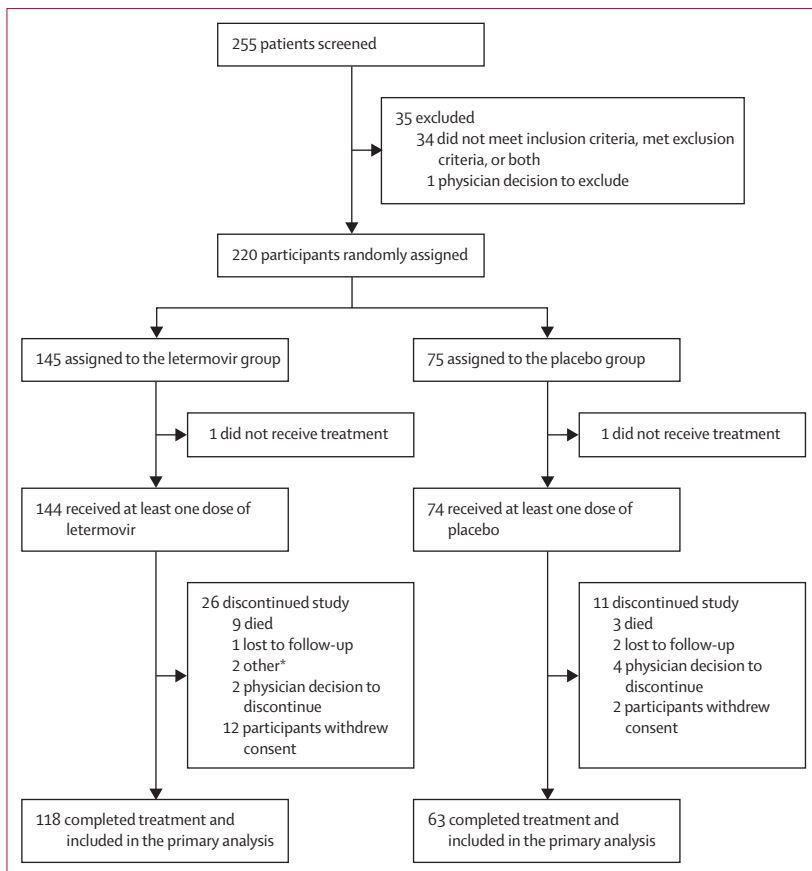 255 patients screened
35 excluded
34 did not meet inclusion criteria, met exclusion
criteria, or both
1 physician decision to exclude
220 participants randomly assigned
145 assigned to the letermovir group
75 assigned to the placebo group
1 did not receive treatment
1 did not receive treatment
144 received at least one dose of
letermovir
74 received at least one dose of
placebo
26 discontinued study
9 died
1 lost to follow-up
2 other*
2 physician decision to
discontinue
12 participants withdrew
consent
11 discontinued study
3 died
2 lost to follow-up
4 physician decision to
discontinue
2 participants withdrew
consent
118 completed treatment and
included in the primary analysis
63 completed treatment and
included in the primary analysis